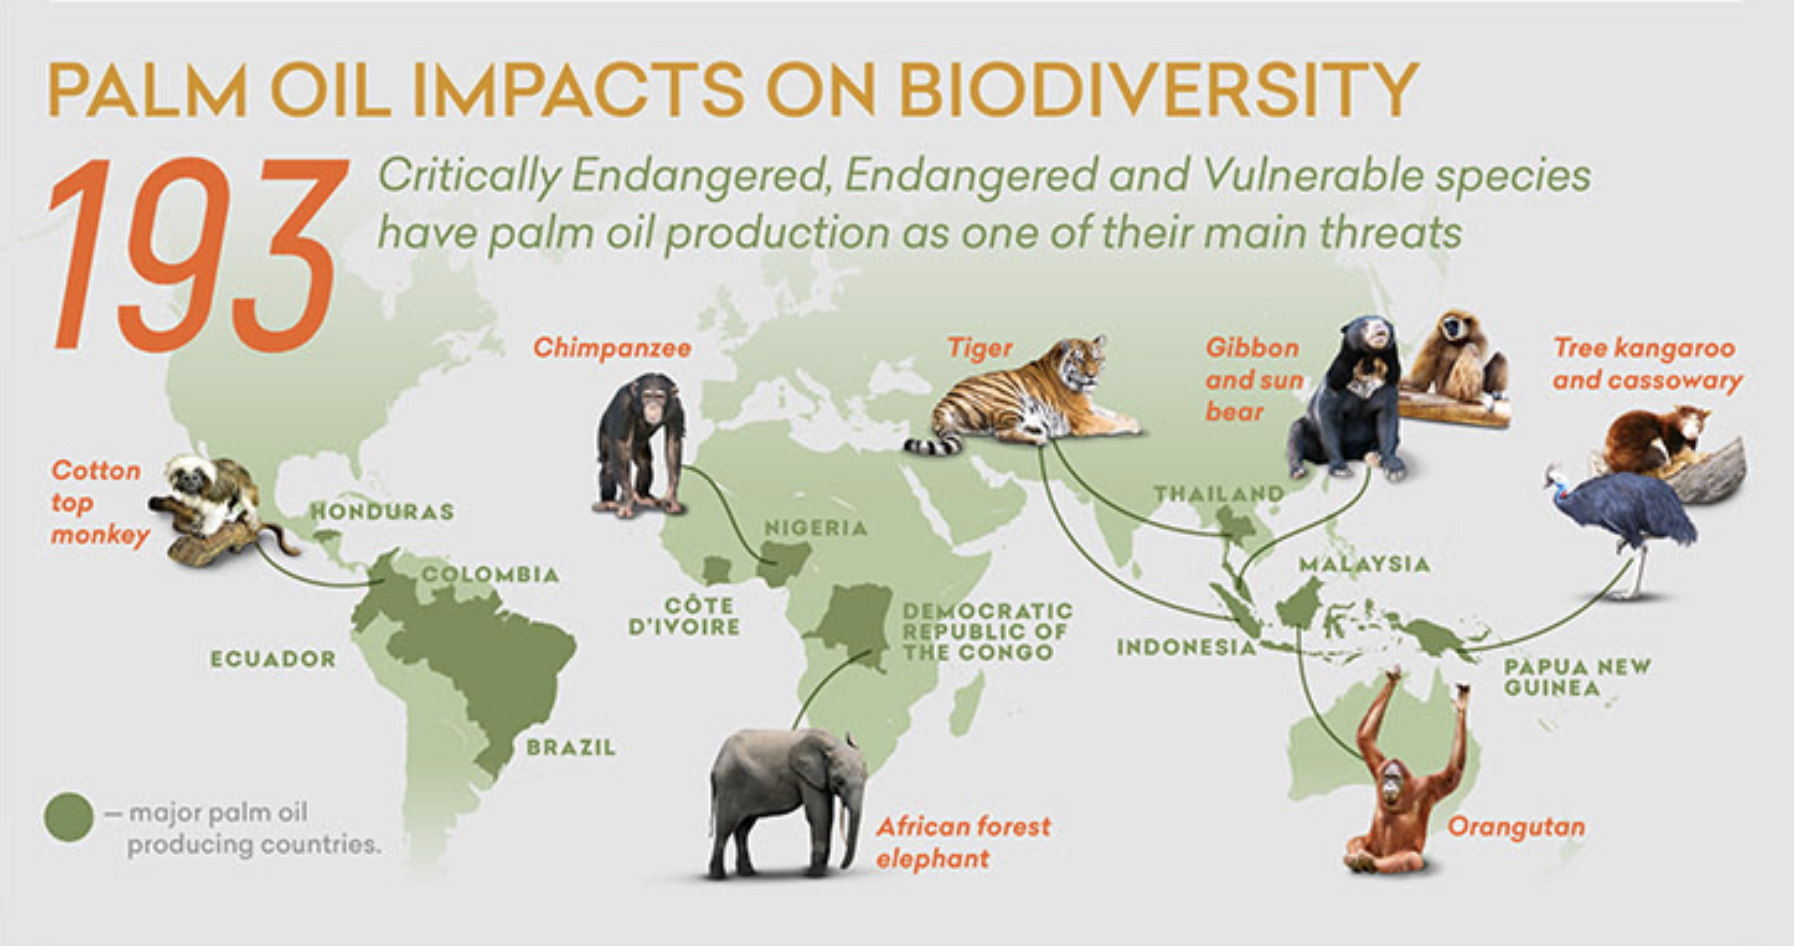 PALM OIL IMPACTS ON BIODIVERSITY
193
Critically Endangered, Endangered and Vulnerable species
have palm oil production as one of their main threats
Chimpanzee
Tiger
Gibbon
and sun
bear
Tree kangaroo
and cassowary
Cotton
top
monkey
HONDURAS
COLOMBIA
ECUADOR
BRAZIL
NIGERIA
CÔTE
D'IVOIRE
DEMOCRATIC
REPUBLIC OF
THE CONGO
THAILAND
MALAYSIA
INDONESIA
PAPUA NEW
GUINEA
— major palm oil
producing countries.
African forest
elephant
Orangutan